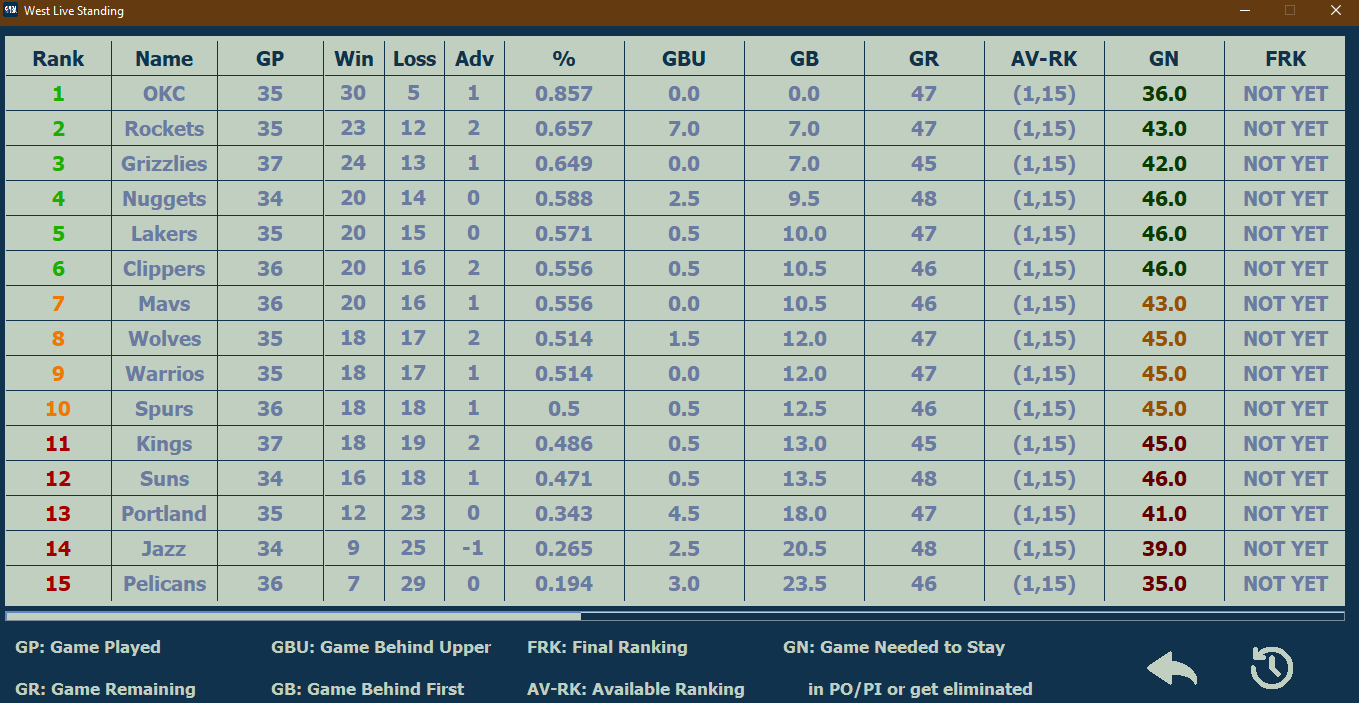 West Live Standing
Rank Name GP Win Loss Adv % GBU GB GR AV-RK GN FRK
1 OKC 35 30 5 1 0.857 0.0 0.0 47 (1,15) 36.0 NOT YET
2 Rockets 35 23 12 2 0.657 7.0 7.0 47 (1,15) 43.0 NOT YET
3 Grizzlies 37 24 13 1 0.649 0.0 7.0 45 (1,15) 42.0 NOT YET
4 Nuggets 34 20 14 0 0.588 2.5 9.5 48 (1,15) 46.0 NOT YET
5 Lakers 35 20 15 0 0.571 0.5 10.0 47 (1,15) 46.0 NOT YET
6 Clippers 36 20 16 2 0.556 0.5 10.5 46 (1,15) 46.0 NOT YET
7 Mavs 36 20 16 1 0.556 0.0 10.5 46 (1,15) 43.0 NOT YET
8 Wolves 35 18 17 2 0.514 1.5 12.0 47 (1,15) 45.0 NOT YET
9 Warrios 35 18 17 1 0.514 0.0 12.0 47 (1,15) 45.0 NOT YET
10 Spurs 36 18 18 1 0.5 0.5 12.5 46 (1,15) 45.0 NOT YET
11 Kings 37 18 19 2 0.486 0.5 13.0 45 (1,15) 45.0 NOT YET
12 Suns 34 16 18 1 0.471 0.5 13.5 48 (1,15) 46.0 NOT YET
13 Portland 35 12 23 0 0.343 4.5 18.0 47 (1,15) 41.0 NOT YET
14 Jazz 34 9 25 -1 0.265 2.5 20.5 48 (1,15) 39.0 NOT YET
15 Pelicans 36 7 29 0 0.194 3.0 23.5 46 (1,15) 35.0 NOT YET
GP: Game Played GBU: Game Behind Upper FRK: Final Ranking GN: Game Needed to Stay
GR: Game Remaining GB: Game Behind First AV-RK: Available Ranking in PO/PI or get eliminated